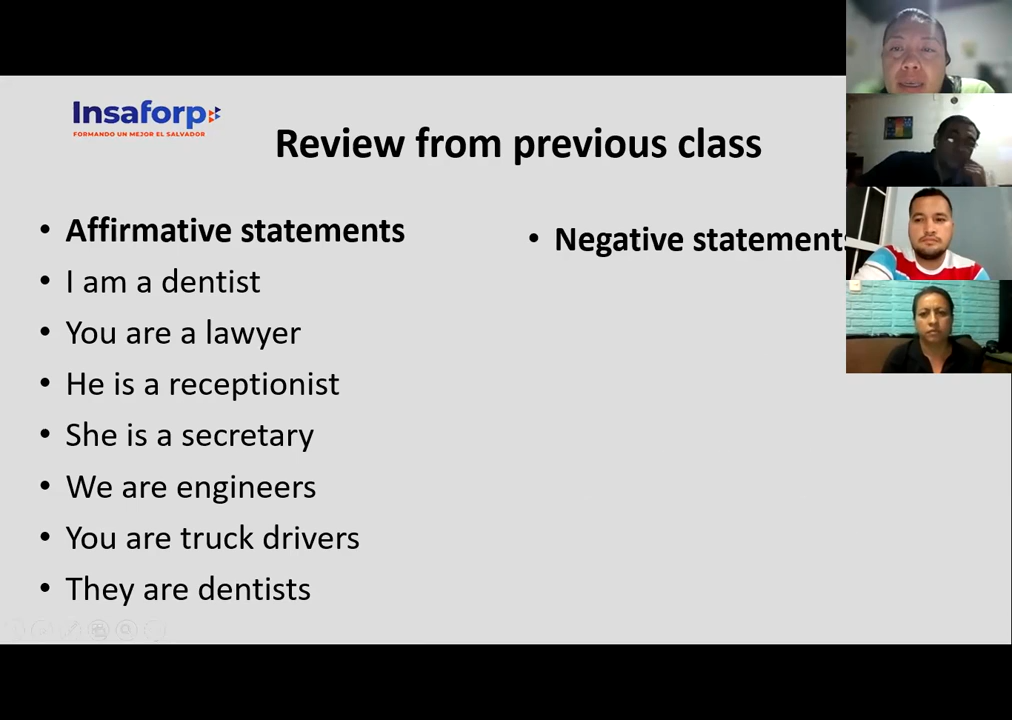 Insaforp
FORMANDO UN MEJOR EL SALVADOR
Review from previous class
• Affirmative statements
• I am a dentist
• You are a lawyer
• He is a receptionist
• She is a secretary
• We are engineers
• You are truck drivers
• They are dentists
• Negative statements